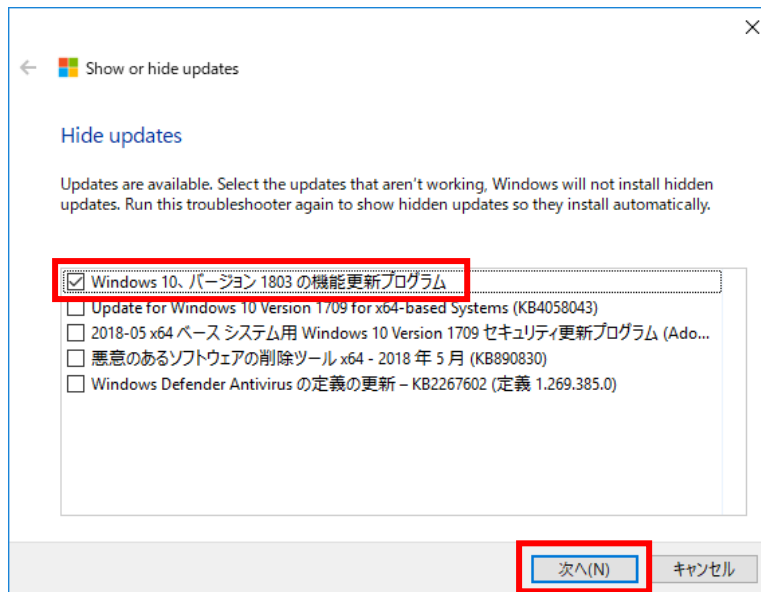 Show or hide updates
Hide updates
Updates are available. Select the updates that aren't working, Windows will not install hidden
updates. Run this troubleshooter again to show hidden updates so they install automatically.
Windows 10、バージョン 1803 の機能更新プログラム
Update for Windows 10 Version 1709 for x64-based Systems (KB4058043)
2018-05 x64 ベース システム用 Windows 10 Version 1709 セキュリティ更新プログラム (Ado...
悪意のあるソフトウェアの削除ツール x64 - 2018 年 5 月 (KB890830)
Windows Defender Antivirus の定義の更新 – KB2267602 (定義 1.269.385.0)
次へ(N)
キャンセル